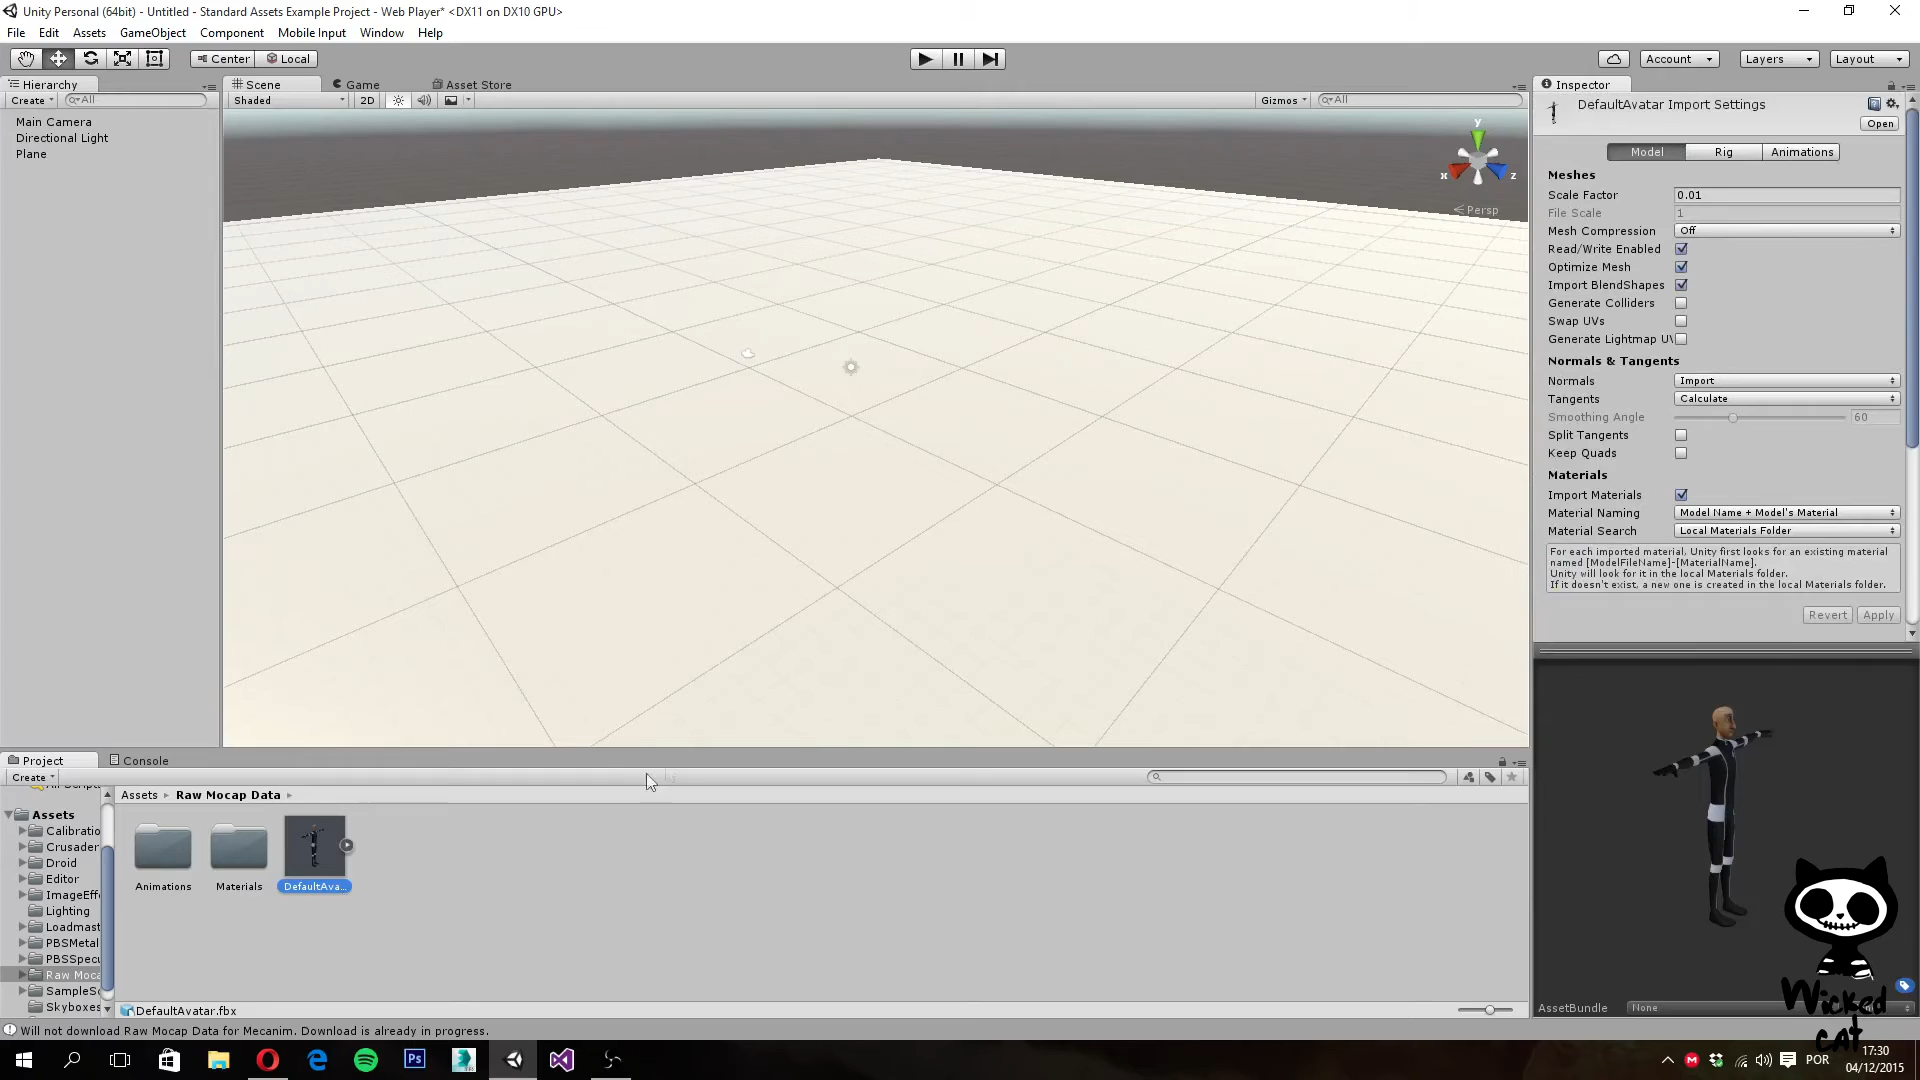 Unity Personal (64bit) - Untitled - Standard Assets Example Project - Web Player* <DX11 on DX10 GPU>
File Edit Assets GameObject Component Mobile Input Window Help
Center Local Account Layers Layout
Hierarchy
Create All
Main Camera
Directional Light
Plane
Scene Game Asset Store
Shaded 2D Gizmos All
y
x z
Persp
Inspector
DefaultAvatar Import Settings
Open
Model Rig Animations
Meshes
Scale Factor 0.01
File Scale 1
Mesh Compression Off
Read/Write Enabled
Optimize Mesh
Import BlendShapes
Generate Colliders
Swap UVs
Generate Lightmap UV
Normals & Tangents
Normals Import
Tangents Calculate
Smoothing Angle 60
Split Tangents
Keep Quads
Materials
Import Materials
Material Naming Model Name + Model's Material
Material Search Local Materials Folder
For each imported material, Unity first looks for an existing material
named [ModelFileName]-[MaterialName].
Unity will look for it in the local Materials folder.
If it doesn't exist, a new one is created in the local Materials folder.
Revert Apply
Project Console
Create
Assets
Calibratio
Crusader
Droid
Editor
ImageEff
Lighting
Loadmast
PBSMetal
PBSSpecu
Raw Moca
SampleSc
Skyboxes
Assets Raw Mocap Data
Animations Materials DefaultAva...
DefaultAvatar.fbx
AssetBundle None
Wicked
cat
Will not download Raw Mocap Data for Mecanim. Download is already in progress.
Ps
POR
17:30
04/12/2015